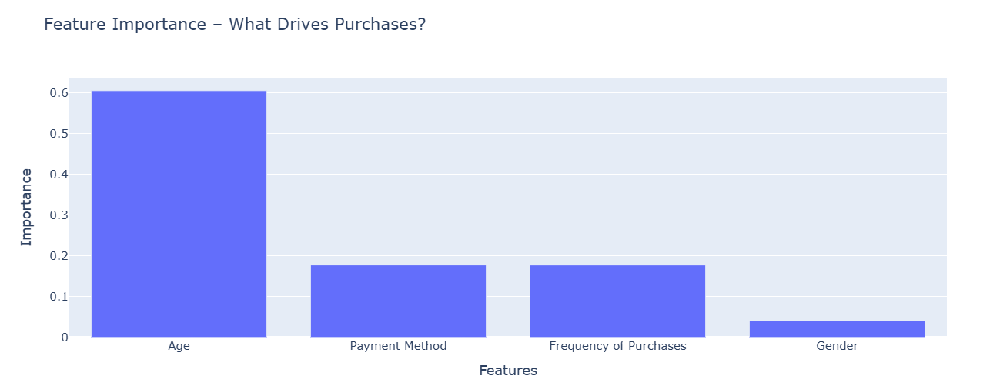 Feature Importance – What Drives Purchases?
0.6
0.5
0.4
0.3
0.2
0.1
0
Importance
Age
Payment Method
Frequency of Purchases
Gender
Features